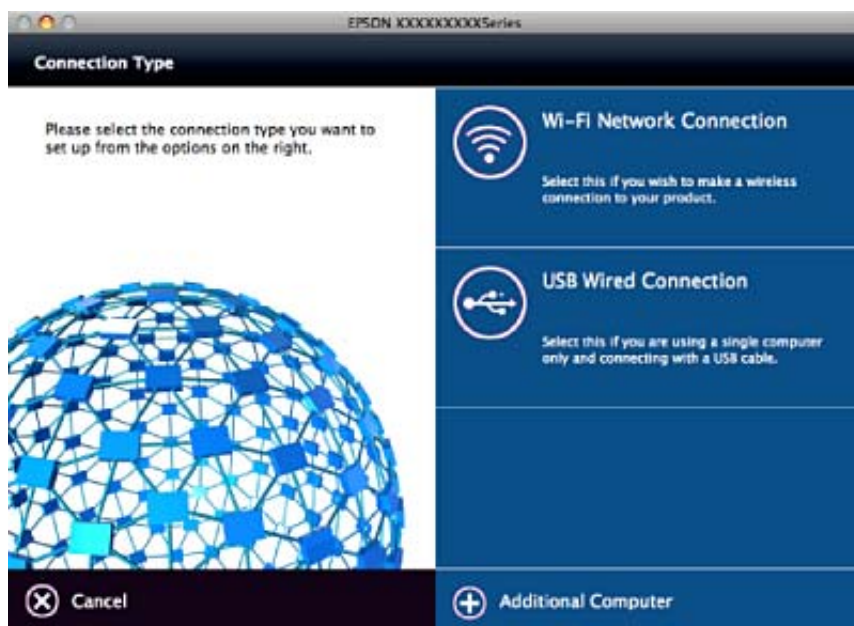 EPSON XXXXXXXXXSeries
Connection Type
Please select the connection type you want to
set up from the options on the right.
Wi-Fi Network Connection
Select this if you wish to make a wireless
connection to your product.
USB Wired Connection
Select this if you are using a single computer
only and connecting with a USB cable.
Cancel
Additional Computer